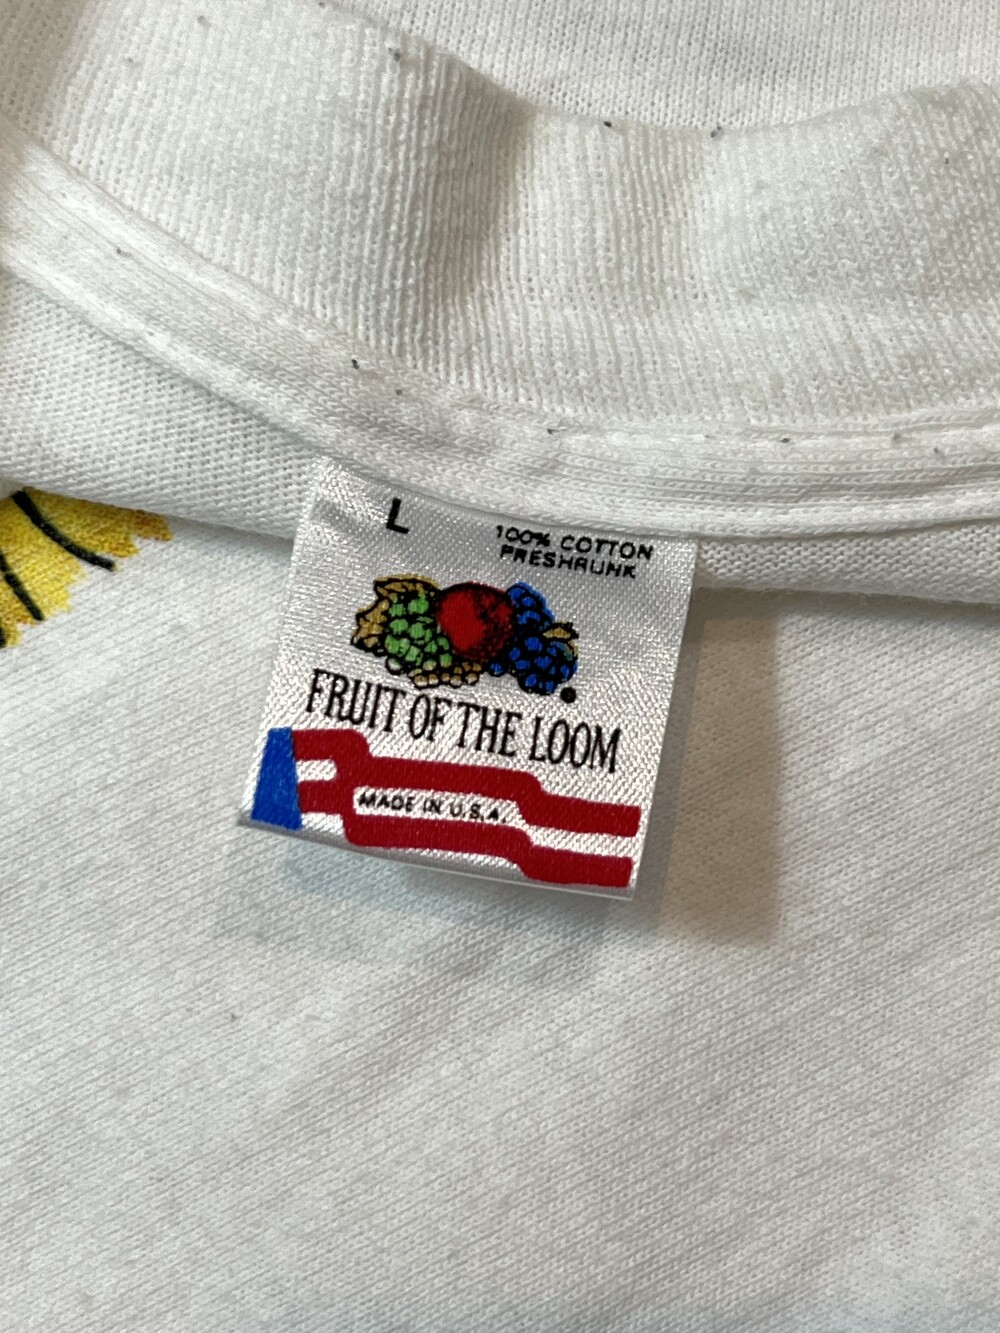 L
100% COTTON
PRESHRUNK
FRUIT OF THE LOOM
MADE IN U.S.A.